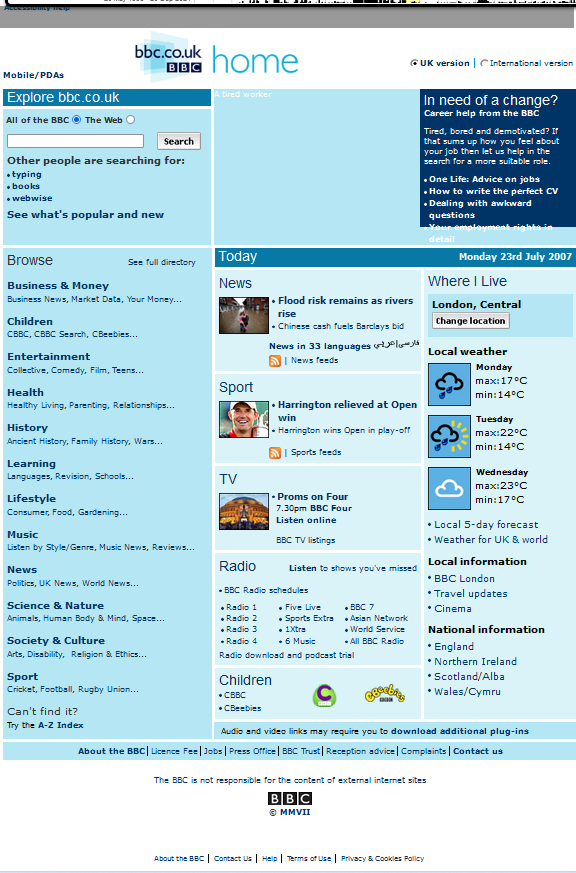 Accessibility help
bbc.co.uk
BBC
home
Mobile/PDAs
UK version | International version
Explore bbc.co.uk
All of the BBC The Web
Search
Other people are searching for:
• typing
• books
• webwise
See what's popular and new
A tired worker
In need of a change?
Career help from the BBC
Tired, bored and demotivated? If
that sums up how you feel about
your job then let us help in the
search for a more suitable role.
• One Life: Advice on jobs
• How to write the perfect CV
• Dealing with awkward
questions
• Your employment rights in
detail
Browse
See full directory
Business & Money
Business News, Market Data, Your Money...
Children
CBBC, CBBC Search, CBeebies...
Entertainment
Collective, Comedy, Film, Teens...
Health
Healthy Living, Parenting, Relationships...
History
Ancient History, Family History, Wars...
Learning
Languages, Revision, Schools...
Lifestyle
Consumer, Food, Gardening...
Music
Listen by Style/Genre, Music News, Reviews...
News
Politics, UK News, World News...
Science & Nature
Animals, Human Body & Mind, Space...
Society & Culture
Arts, Disability, Religion & Ethics...
Sport
Cricket, Football, Rugby Union...
Can't find it?
Try the A-Z Index
Today
Monday 23rd July 2007
News
• Flood risk remains as rivers
rise
• Chinese cash fuels Barclays bid
News in 33 languages عربي|فارسی
| News feeds
Sport
• Harrington relieved at Open
win
• Harrington wins Open in play-off
| Sports feeds
TV
• Proms on Four
7.30pm BBC Four
Listen online
BBC TV listings
Radio
Listen to shows you've missed
• BBC Radio schedules
• Radio 1 • Five Live • BBC 7
• Radio 2 • Sports Extra • Asian Network
• Radio 3 • 1Xtra • World Service
• Radio 4 • 6 Music • All BBC Radio
Radio download and podcast trial
Children
• CBBC
• CBeebies
CBeebies
Where I Live
London, Central
Change location
Local weather
Monday
max:17°C
min:14°C
Tuesday
max:22°C
min:14°C
Wednesday
max:23°C
min:17°C
• Local 5-day forecast
• Weather for UK & world
Local information
• BBC London
• Travel updates
• Cinema
National information
• England
• Northern Ireland
• Scotland/Alba
• Wales/Cymru
Audio and video links may require you to download additional plug-ins
About the BBC | Licence Fee | Jobs | Press Office | BBC Trust | Reception advice | Complaints | Contact us
The BBC is not responsible for the content of external internet sites
BBC
© MMVII
About the BBC | Contact Us | Help | Terms of Use | Privacy & Cookies Policy